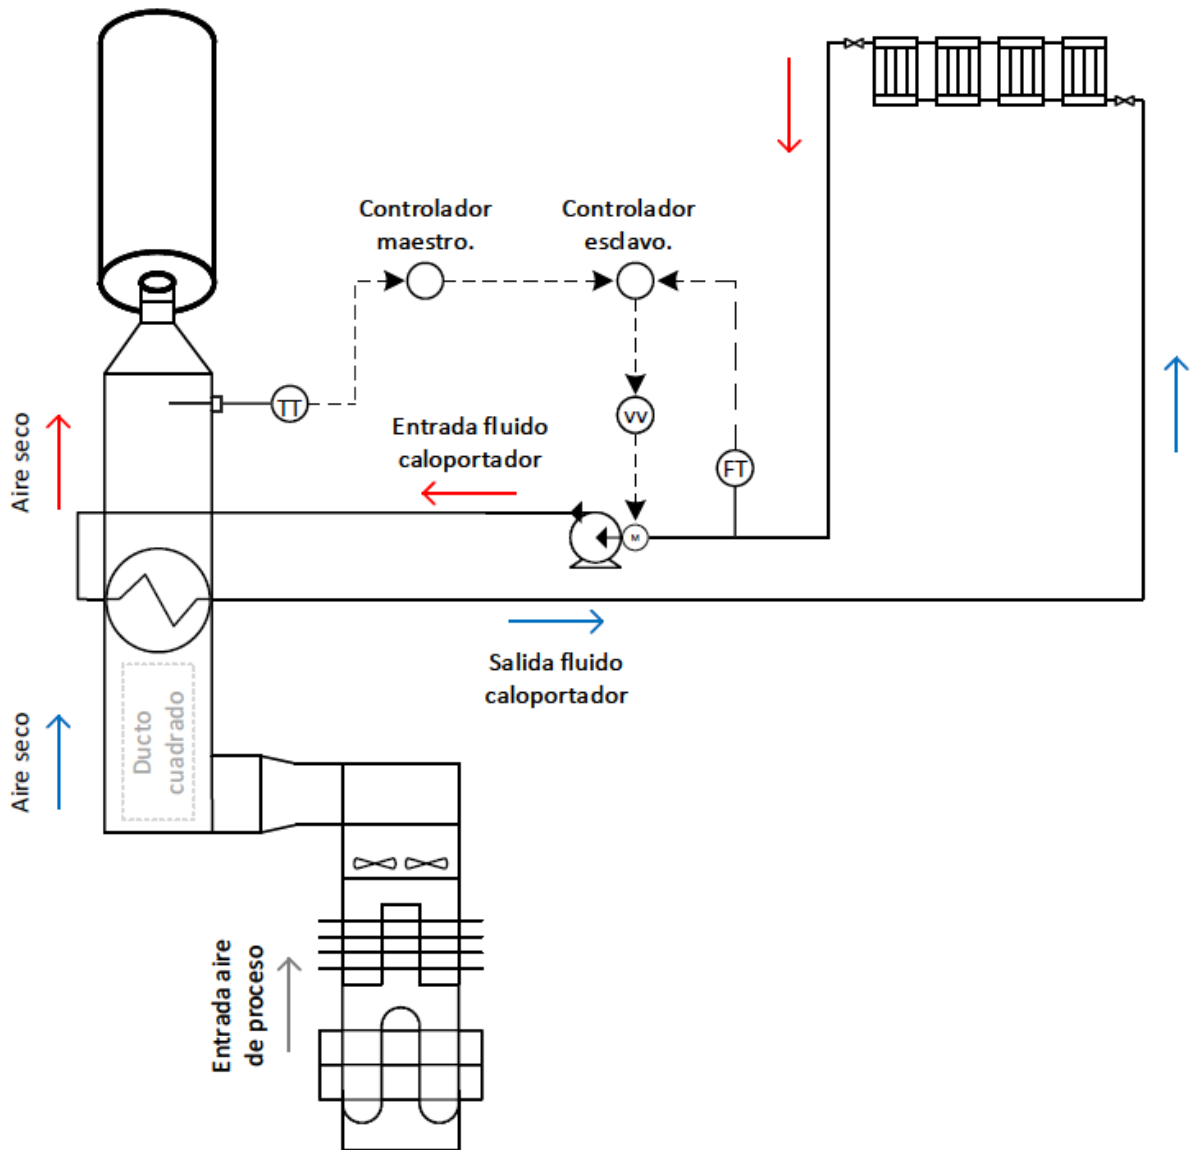 Controlador
maestro.
Controlador
esclavo.
TT
VV
FT
M
Entrada fluido
caloportador
Aire seco
Salida fluido
caloportador
Ducto
cuadrado
Aire seco
Entrada aire
de proceso